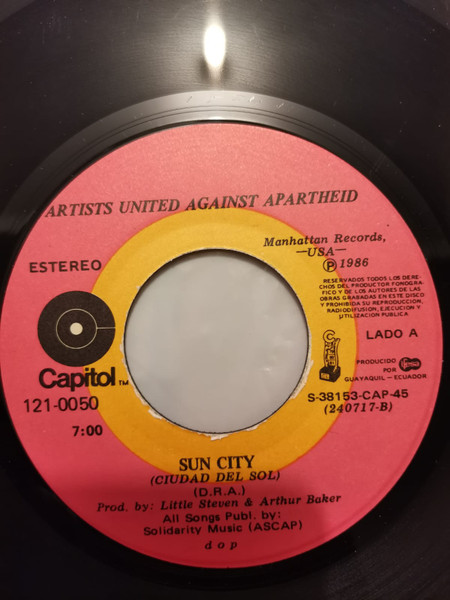 ARTISTS UNITED AGAINST APARTHEID
Manhattan Records,
—USA—
Ⓟ 1986
ESTEREO
RESERVADOS TODOS LOS DERE-
CHOS DEL PRODUCTOR FONOGRA-
FICO Y DE LOS AUTORES DE LAS
OBRAS GRABADAS EN ESTE DISCO
Y PROHIBIDA SU REPRODUCCION,
RADIODIFUSION, EJECUCION Y
UTILIZACION PUBLICA
LADO A
Capitol TM
PRODUCIDO
POR
GUAYAQUIL - ECUADOR
121-0050
S-38153-CAP-45
(240717-B)
7:00
SUN CITY
(CIUDAD DEL SOL)
(D.R.A.)
Prod. by: Little Steven & Arthur Baker
All Songs Publ. by:
Solidarity Music (ASCAP)
d o p